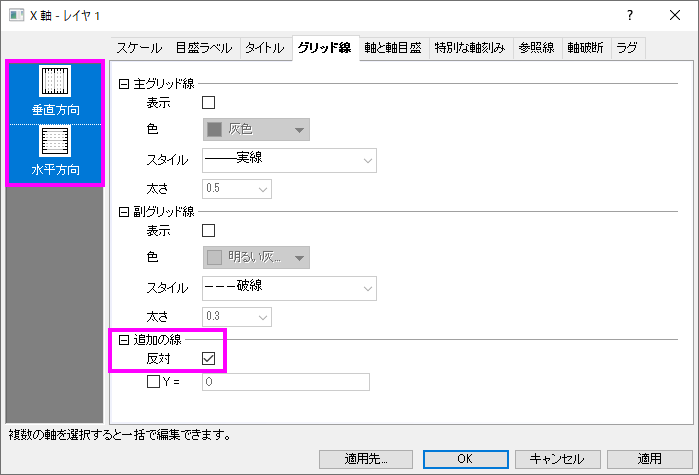 X 軸 - レイヤ 1
スケール 目盛ラベル タイトル グリッド線 軸と軸目盛 特別な軸刻み 参照線 軸破断 ラグ
垂直方向
水平方向
主グリッド線
表示
色 灰色
スタイル 実線
太さ 0.5
副グリッド線
表示
色 明るい灰...
スタイル 破線
太さ 0.3
追加の線
反対
Y = 0
複数の軸を選択すると一括で編集できます。
適用先... OK キャンセル 適用